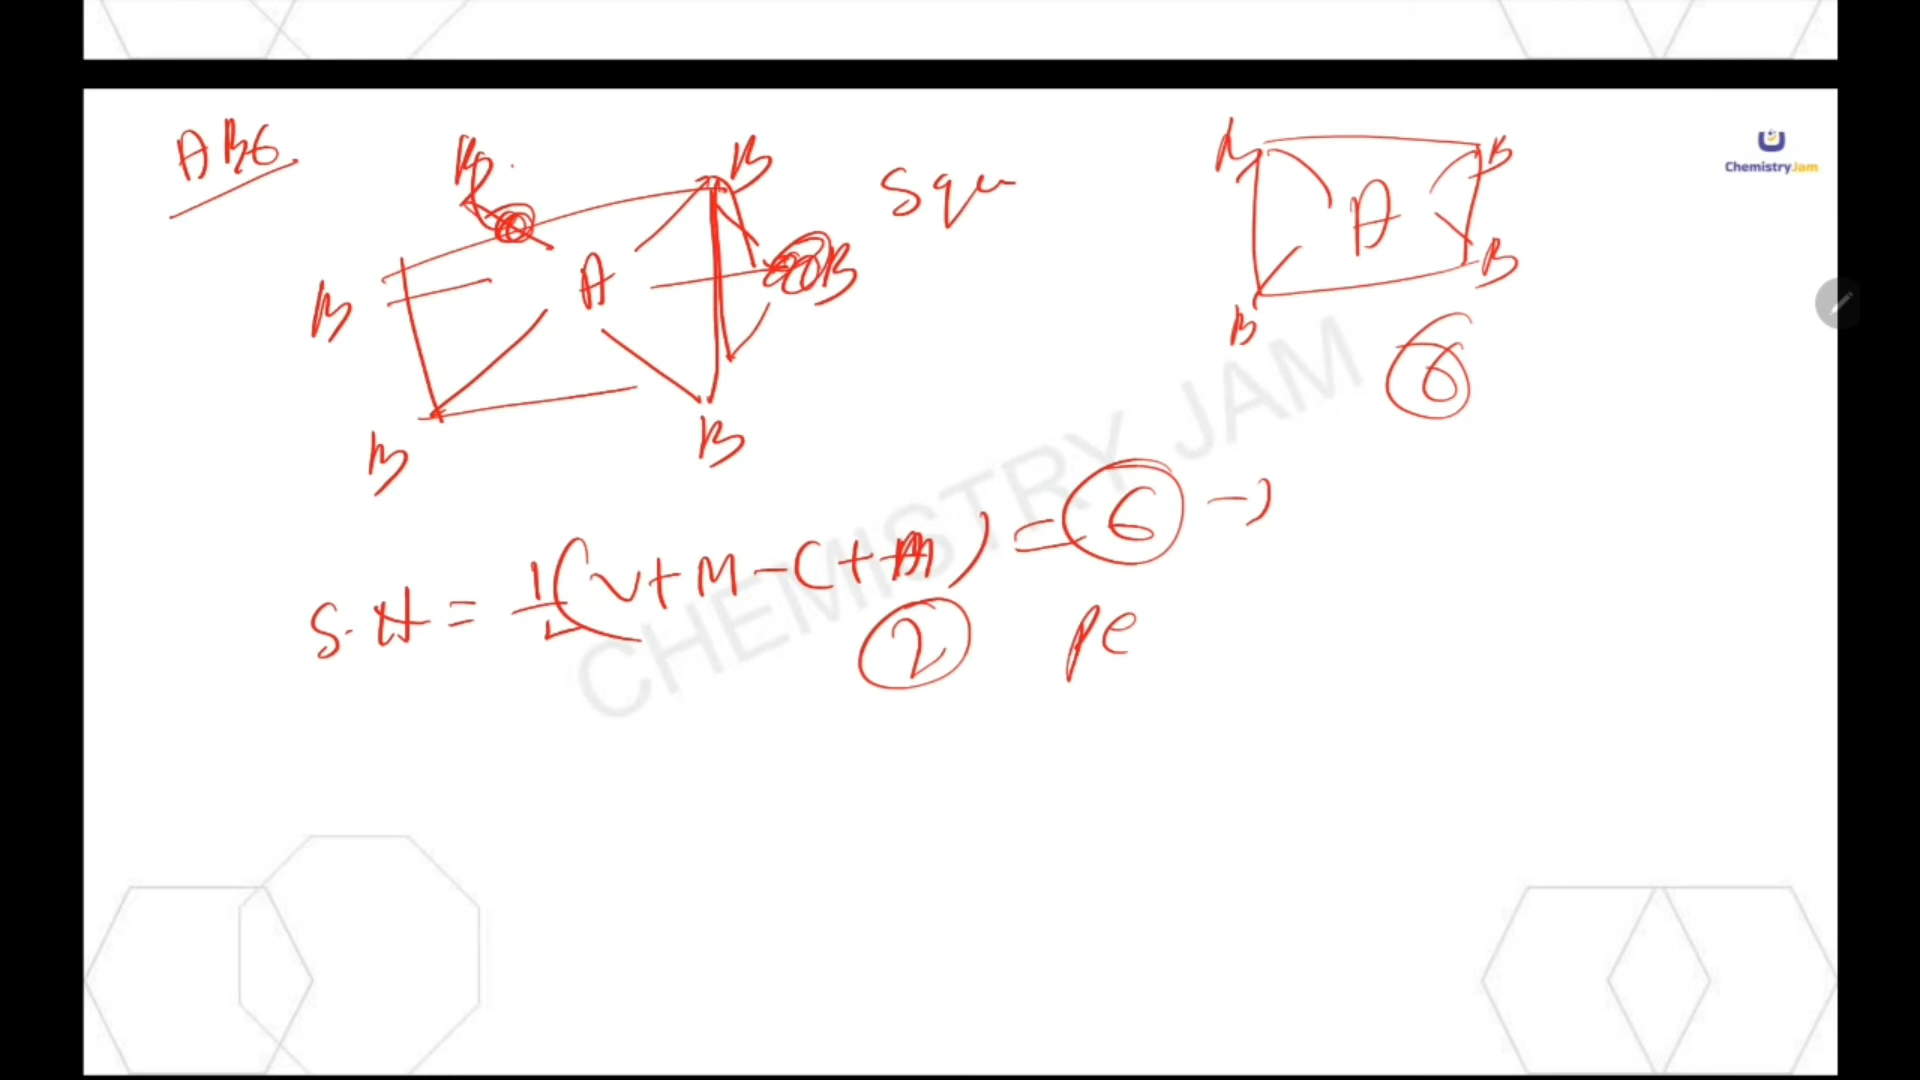 AB6
B B Squ B B
B A B A
B B B B
6
S.N = 1/2 (V+M-C+A) = 6 →
2 pe
ChemistryJam
CHEMISTRY JAM